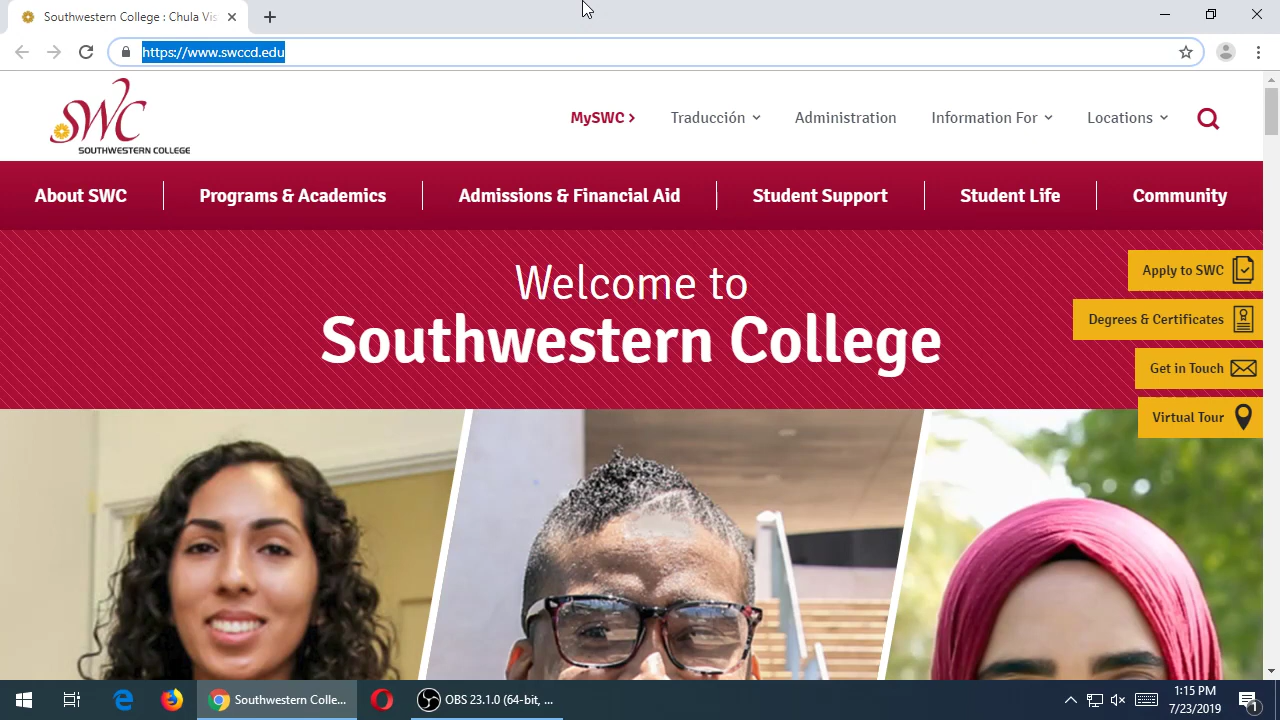 Southwestern College : Chula Vis
https://www.swccd.edu
SWC
SOUTHWESTERN COLLEGE
MySWC
Traducción
Administration
Information For
Locations
About SWC
Programs & Academics
Admissions & Financial Aid
Student Support
Student Life
Community
Welcome to
Southwestern College
Apply to SWC
Degrees & Certificates
Get in Touch
Virtual Tour
Southwestern Colle...
OBS 23.1.0 (64-bit, ...
1:15 PM
7/23/2019
1